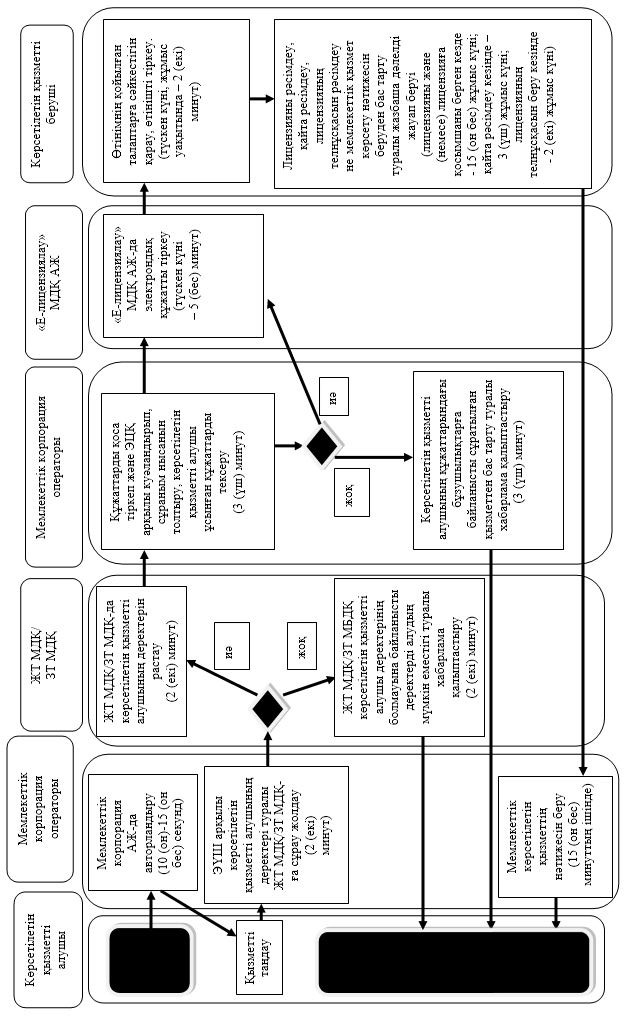 Көрсетілетін
қызметті
алушы
Мемлекеттік
корпорация
операторы
ЖТ МДҚ/
ЗТ МДҚ
Мемлекеттік корпорация
операторы
«Е-лицензиялау»
МДҚ АЖ
Көрсетілетін қызметті
беруші
Мемлекеттік
корпорация
АЖ-да
авторландыру
(10 (он)-15 (он
бес) секунд)
Қызметті
таңдау
ЭҮШ арқылы
көрсетілетін
қызметті алушының
деректері туралы
ЖТ МДҚ/ЗТ МДҚ-
ға сұрау жолдау
(2 (екі)
минут)
ЖТ МДҚ/ЗТ МДҚ-да
көрсетілетін қызметті
алушының деректерін
растау
(2 (екі) минут)
иә
жоқ
ЖТ МДҚ/ЗТ МБДҚ
көрсетілетін қызметті
алушы деректерінің
болмауына байланысты
деректерді алудың
мүмкін еместігі туралы
хабарлама
қалыптастыру
(2 (екі) минут)
Құжаттарды қоса
тіркеп және ЭЦҚ
арқылы куәландырып,
сұраным нысанын
толтыру, көрсетілетін
қызметті алушы
ұсынған құжаттарды
тексеру
(3 (үш) минут)
иә
жоқ
Көрсетілетін қызметті
алушының құжаттарындағы
бұзушылықтарға
байланысты сұратылған
қызметтен бас тарту туралы
хабарлама қалыптастыру
(3 (үш) минут)
«Е-лицензиялау»
МДҚ АЖ-да
электрондық
құжатты тіркеу
(түскен күні
– 5 (бес) минут)
Өтінімнің қойылған
талаптарға сәйкестігін
қарау, өтінішті тіркеу.
(түскен күні, жұмыс
уақытында – 2 (екі)
минут)
Лицензияны рәсімдеу,
қайта рәсімдеу,
лицензияның
телнұсқасын рәсімдеу
не мемлекеттік қызмет
көрсету нәтижесін
беруден бас тарту
туралы жазбаша дәлелді
жауап беруі
(лицензияны және
(немесе) лицензияға
қосымшаны берген кезде
- 15 (он бес) жұмыс күні;
қайта рәсімдеу кезінде –
3 (үш) жұмыс күні;
лицензияның
телнұсқасын беру кезінде
- 2 (екі) жұмыс күні)
Мемлекеттік
көрсетілетін
қызметтің
нәтижесін беру
(15 (он бес)
минуттың ішінде)